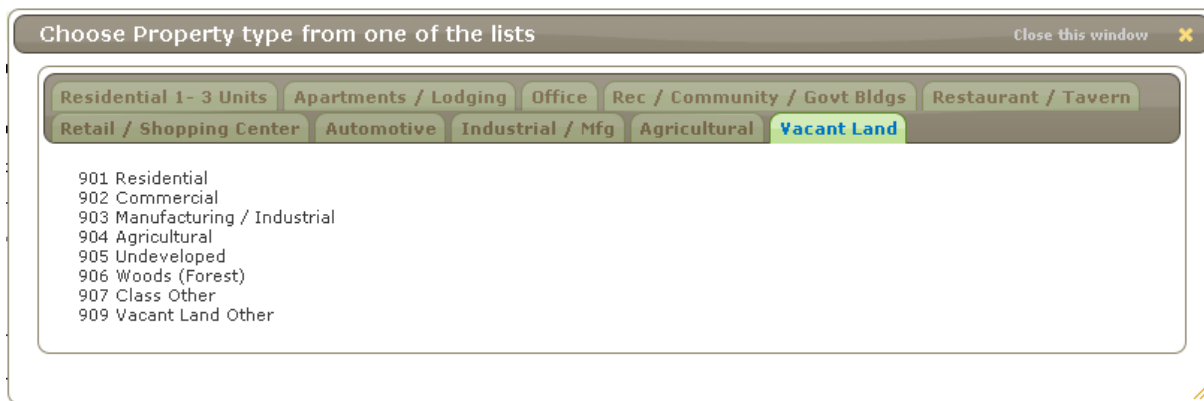 Choose Property type from one of the lists Close this window
Residential 1- 3 Units Apartments / Lodging Office Rec / Community / Govt Bldgs Restaurant / Tavern
Retail / Shopping Center Automotive Industrial / Mfg Agricultural Vacant Land
901 Residential
902 Commercial
903 Manufacturing / Industrial
904 Agricultural
905 Undeveloped
906 Woods (Forest)
907 Class Other
909 Vacant Land Other